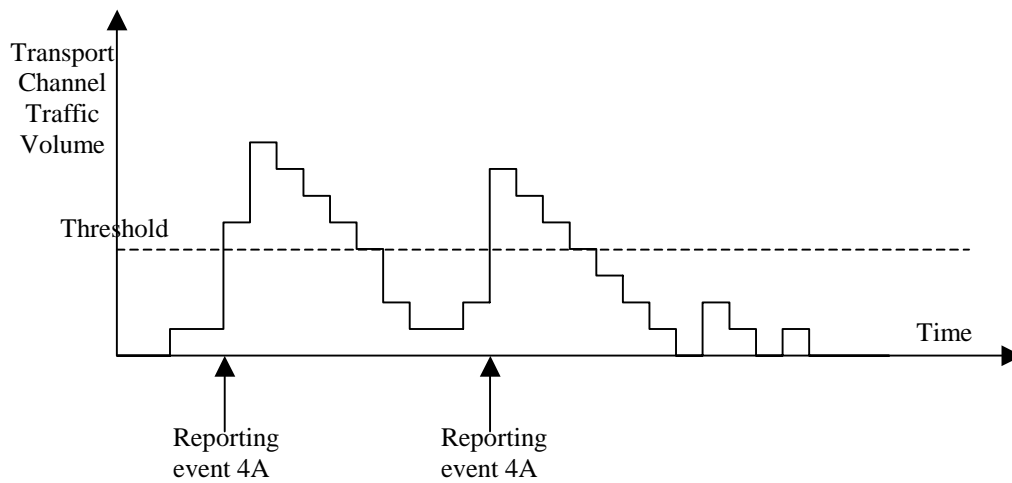 Transport
Channel
Traffic
Volume
Threshold
Time
Reporting
event 4A
Reporting
event 4A